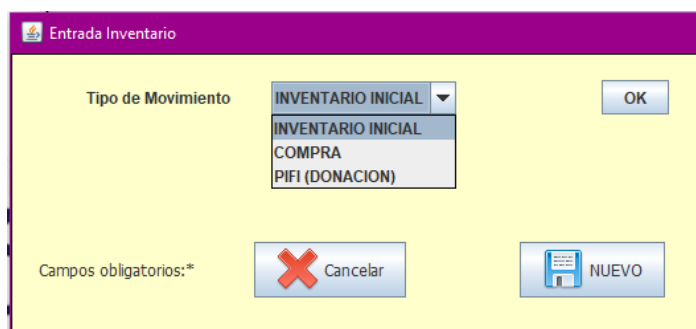 Entrada Inventario
Tipo de Movimiento
INVENTARIO INICIAL
OK
INVENTARIO INICIAL
COMPRA
PIFI (DONACION)
Campos obligatorios:*
Cancelar
NUEVO